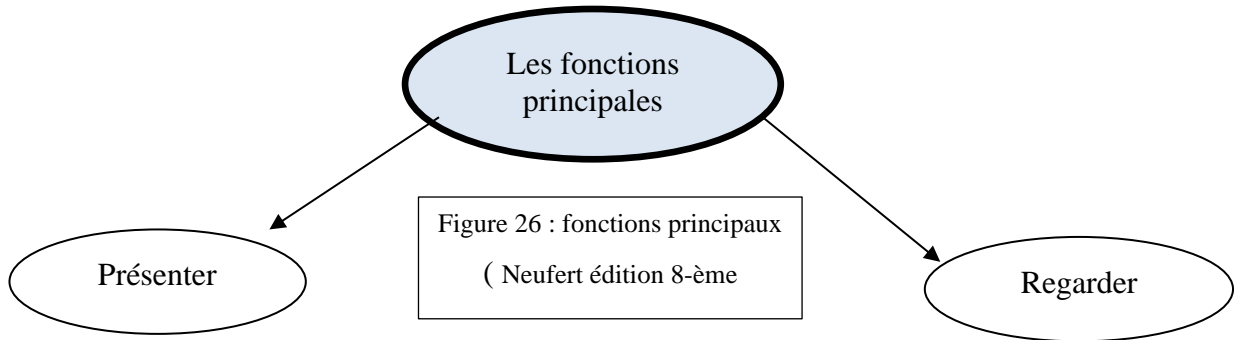 Les fonctions
principales
Figure 26 : fonctions principaux
( Neufert édition 8-ème
Présenter
Regarder